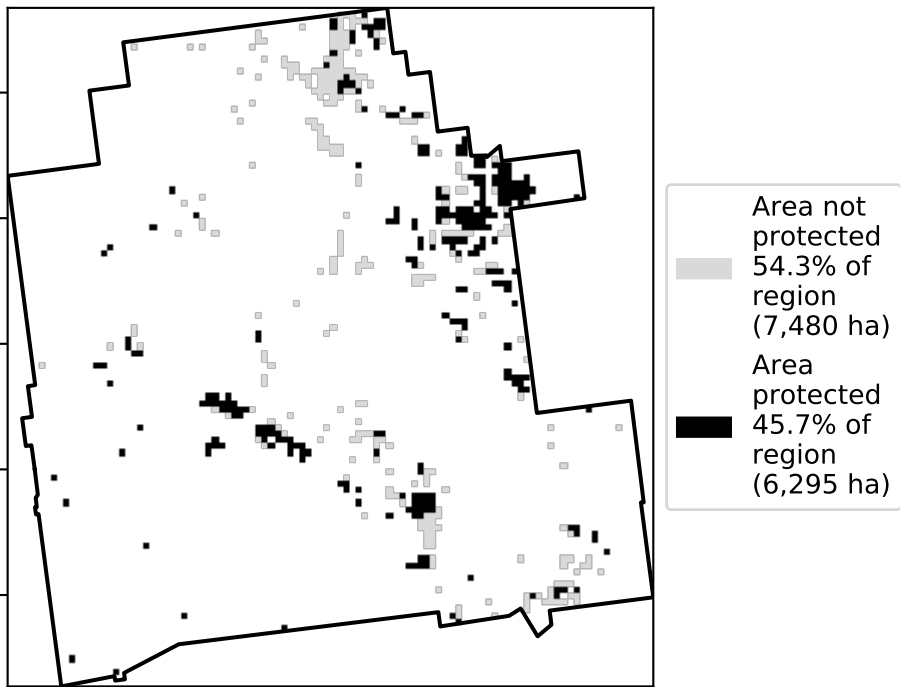 Area not
protected
54.3% of
region
(7,480 ha)
Area
protected
45.7% of
region
(6,295 ha)